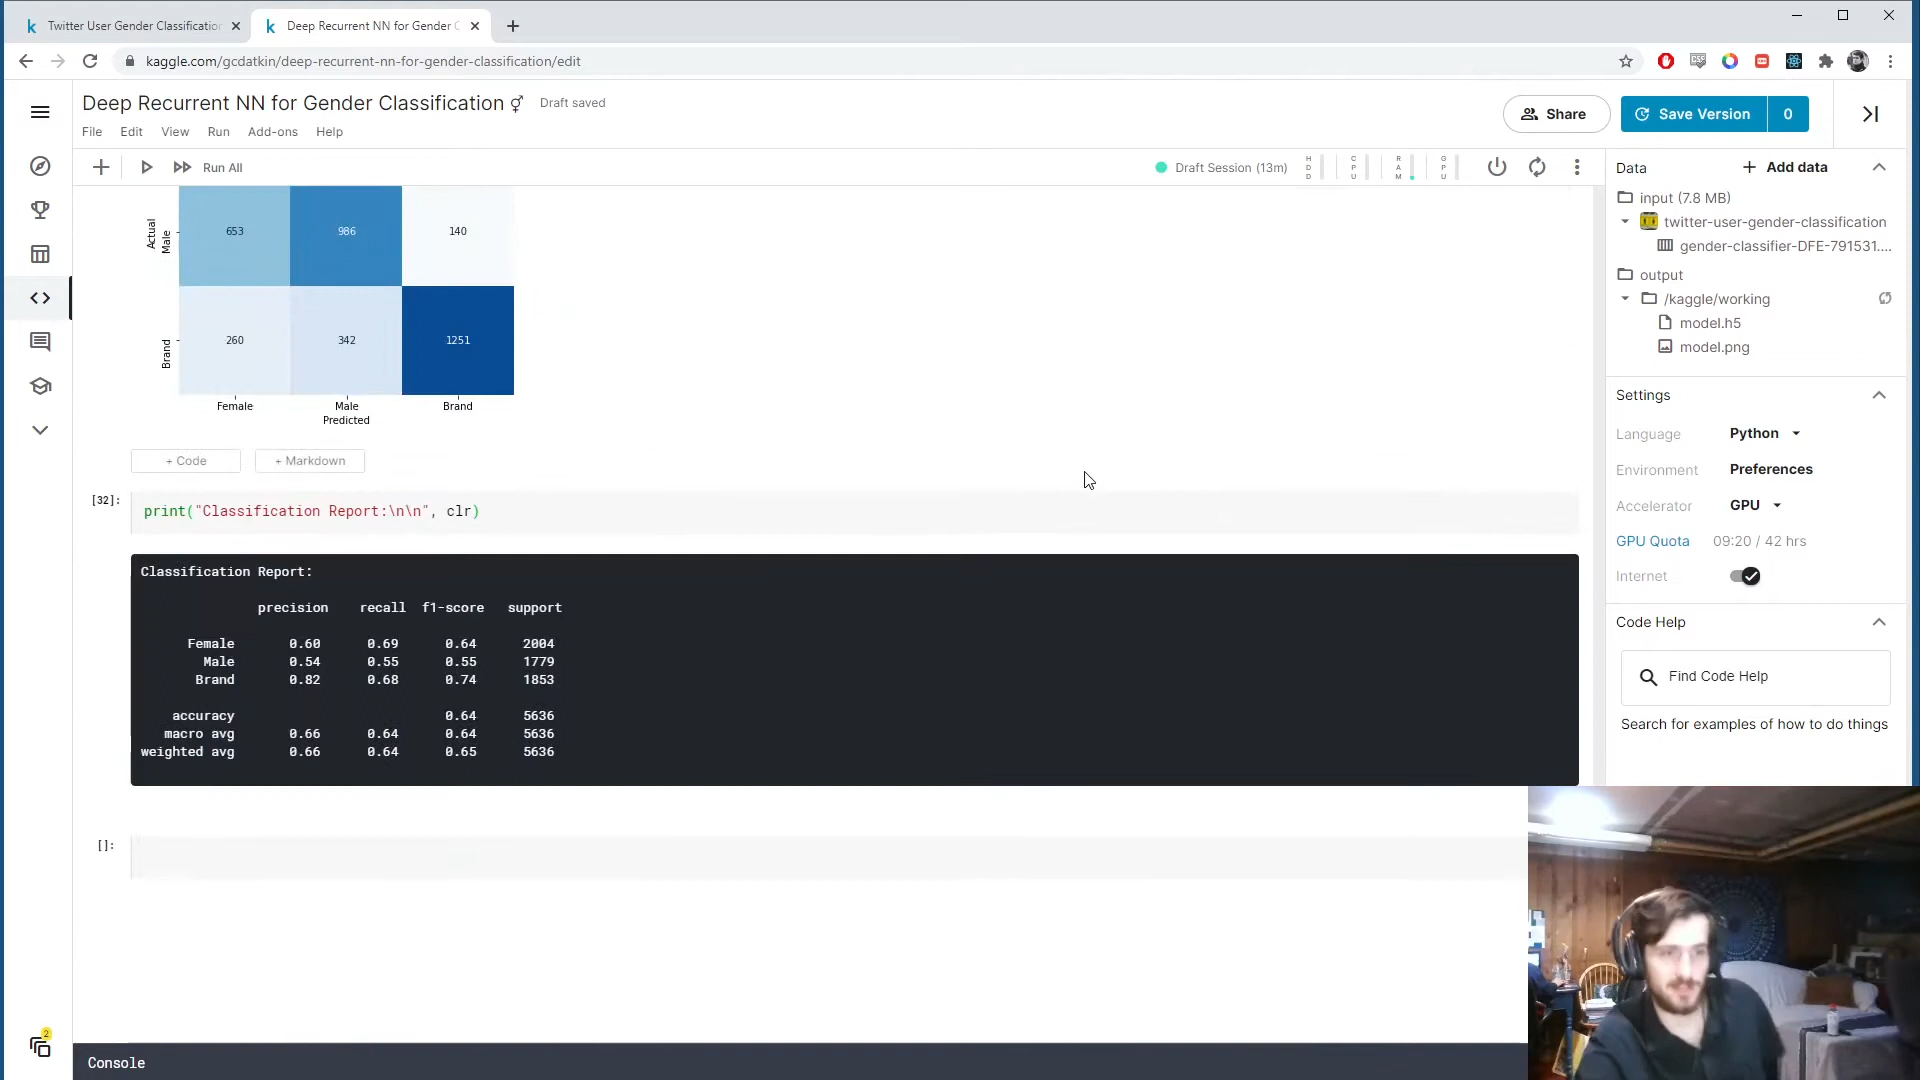 Twitter User Gender Classification
Deep Recurrent NN for Gender C
kaggle.com/gcdatkin/deep-recurrent-nn-for-gender-classification/edit
Deep Recurrent NN for Gender Classification ⚥
Draft saved
Share
Save Version
0
File
Edit
View
Run
Add-ons
Help
Run All
Draft Session (13m)
HDD
CPU
RAM
GPU
Data
Add data
input (7.8 MB)
twitter-user-gender-classification
gender-classifier-DFE-791531....
output
/kaggle/working
model.h5
model.png
Actual
Male
653
986
140
Brand
260
342
1251
Female
Male
Brand
Predicted
+ Code
+ Markdown
Settings
Language
Python
Environment
Preferences
Accelerator
GPU
GPU Quota
09:20 / 42 hrs
Internet
[32]:
print("Classification Report:\n\n", clr)
Classification Report:
precision recall f1-score support
Female 0.60 0.69 0.64 2004
Male 0.54 0.55 0.55 1779
Brand 0.82 0.68 0.74 1853
accuracy 0.64 5636
macro avg 0.66 0.64 0.64 5636
weighted avg 0.66 0.64 0.65 5636
Code Help
Find Code Help
Search for examples of how to do things
[]:
2
Console